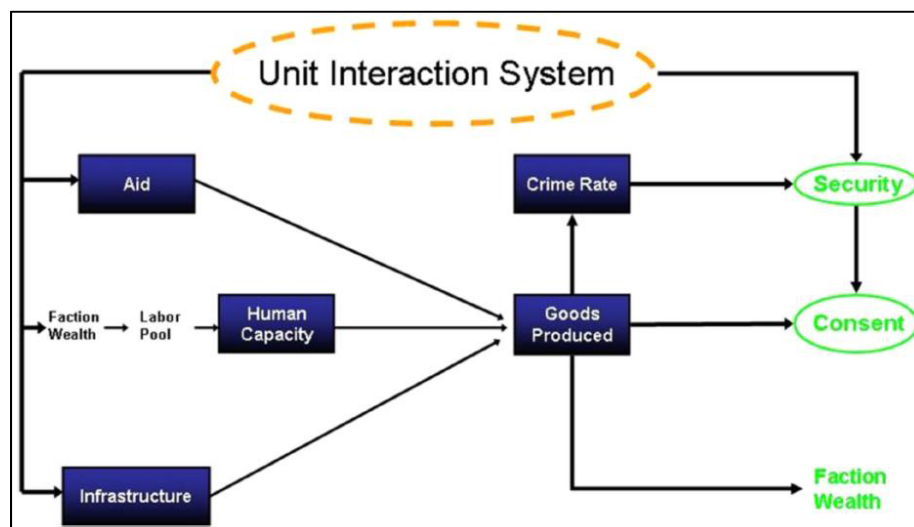 Unit Interaction System
Aid
Crime Rate
Security
Faction
Wealth
Labor
Pool
Human
Capacity
Goods
Produced
Consent
Infrastructure
Faction
Wealth